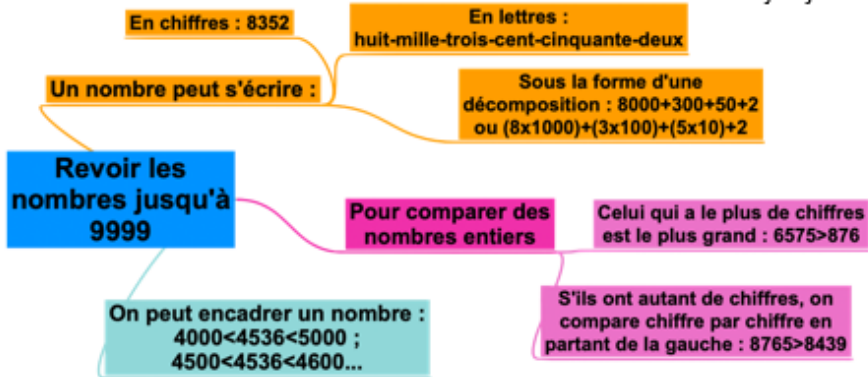 En chiffres : 8352
En lettres :
huit-mille-trois-cent-cinquante-deux
Un nombre peut s'écrire :
Sous la forme d'une
décomposition : 8000+300+50+2
ou (8x1000)+(3x100)+(5x10)+2
Revoir les
nombres jusqu'à
9999
Pour comparer des
nombres entiers
Celui qui a le plus de chiffres
est le plus grand : 6575>876
S'ils ont autant de chiffres, on
compare chiffre par chiffre en
partant de la gauche : 8765>8439
On peut encadrer un nombre :
4000<4536<5000 ;
4500<4536<4600...